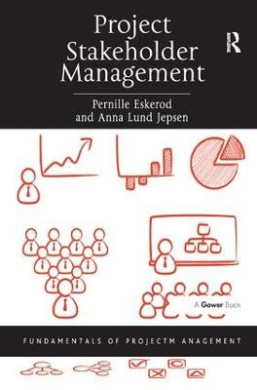 Project
Stakeholder
Management
R
Pernille Eskerod
and Anna Lund Jepsen
A Gower Book
FUNDAMENTALS OF PROJECTM ANAGEMENT